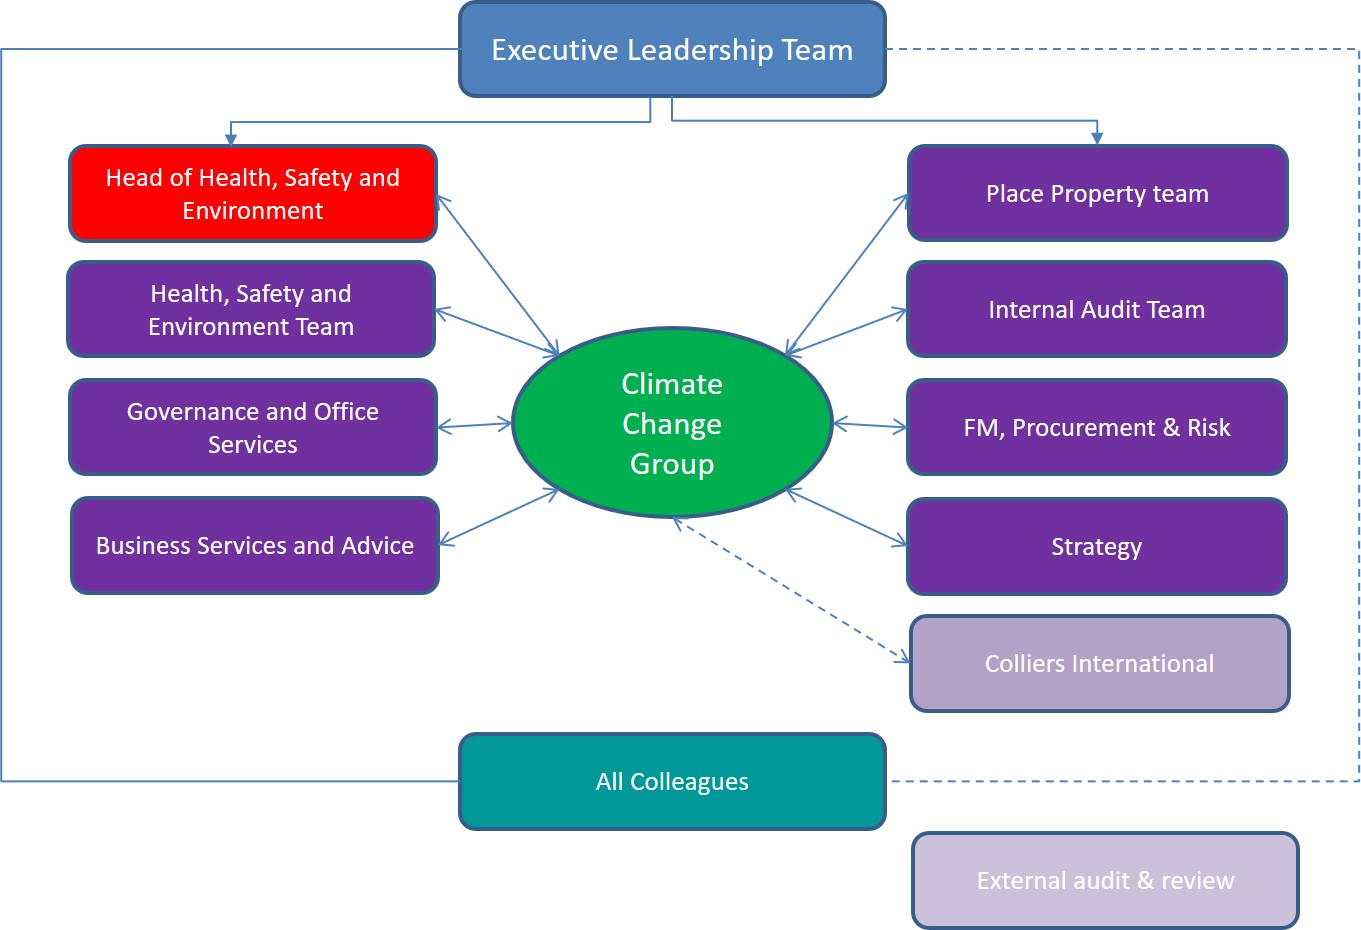 Executive Leadership Team
Head of Health, Safety and
Environment
Place Property team
Health, Safety and
Environment Team
Internal Audit Team
Climate
Change
Group
Governance and Office
Services
FM, Procurement & Risk
Business Services and Advice
Strategy
Colliers International
All Colleagues
External audit & review